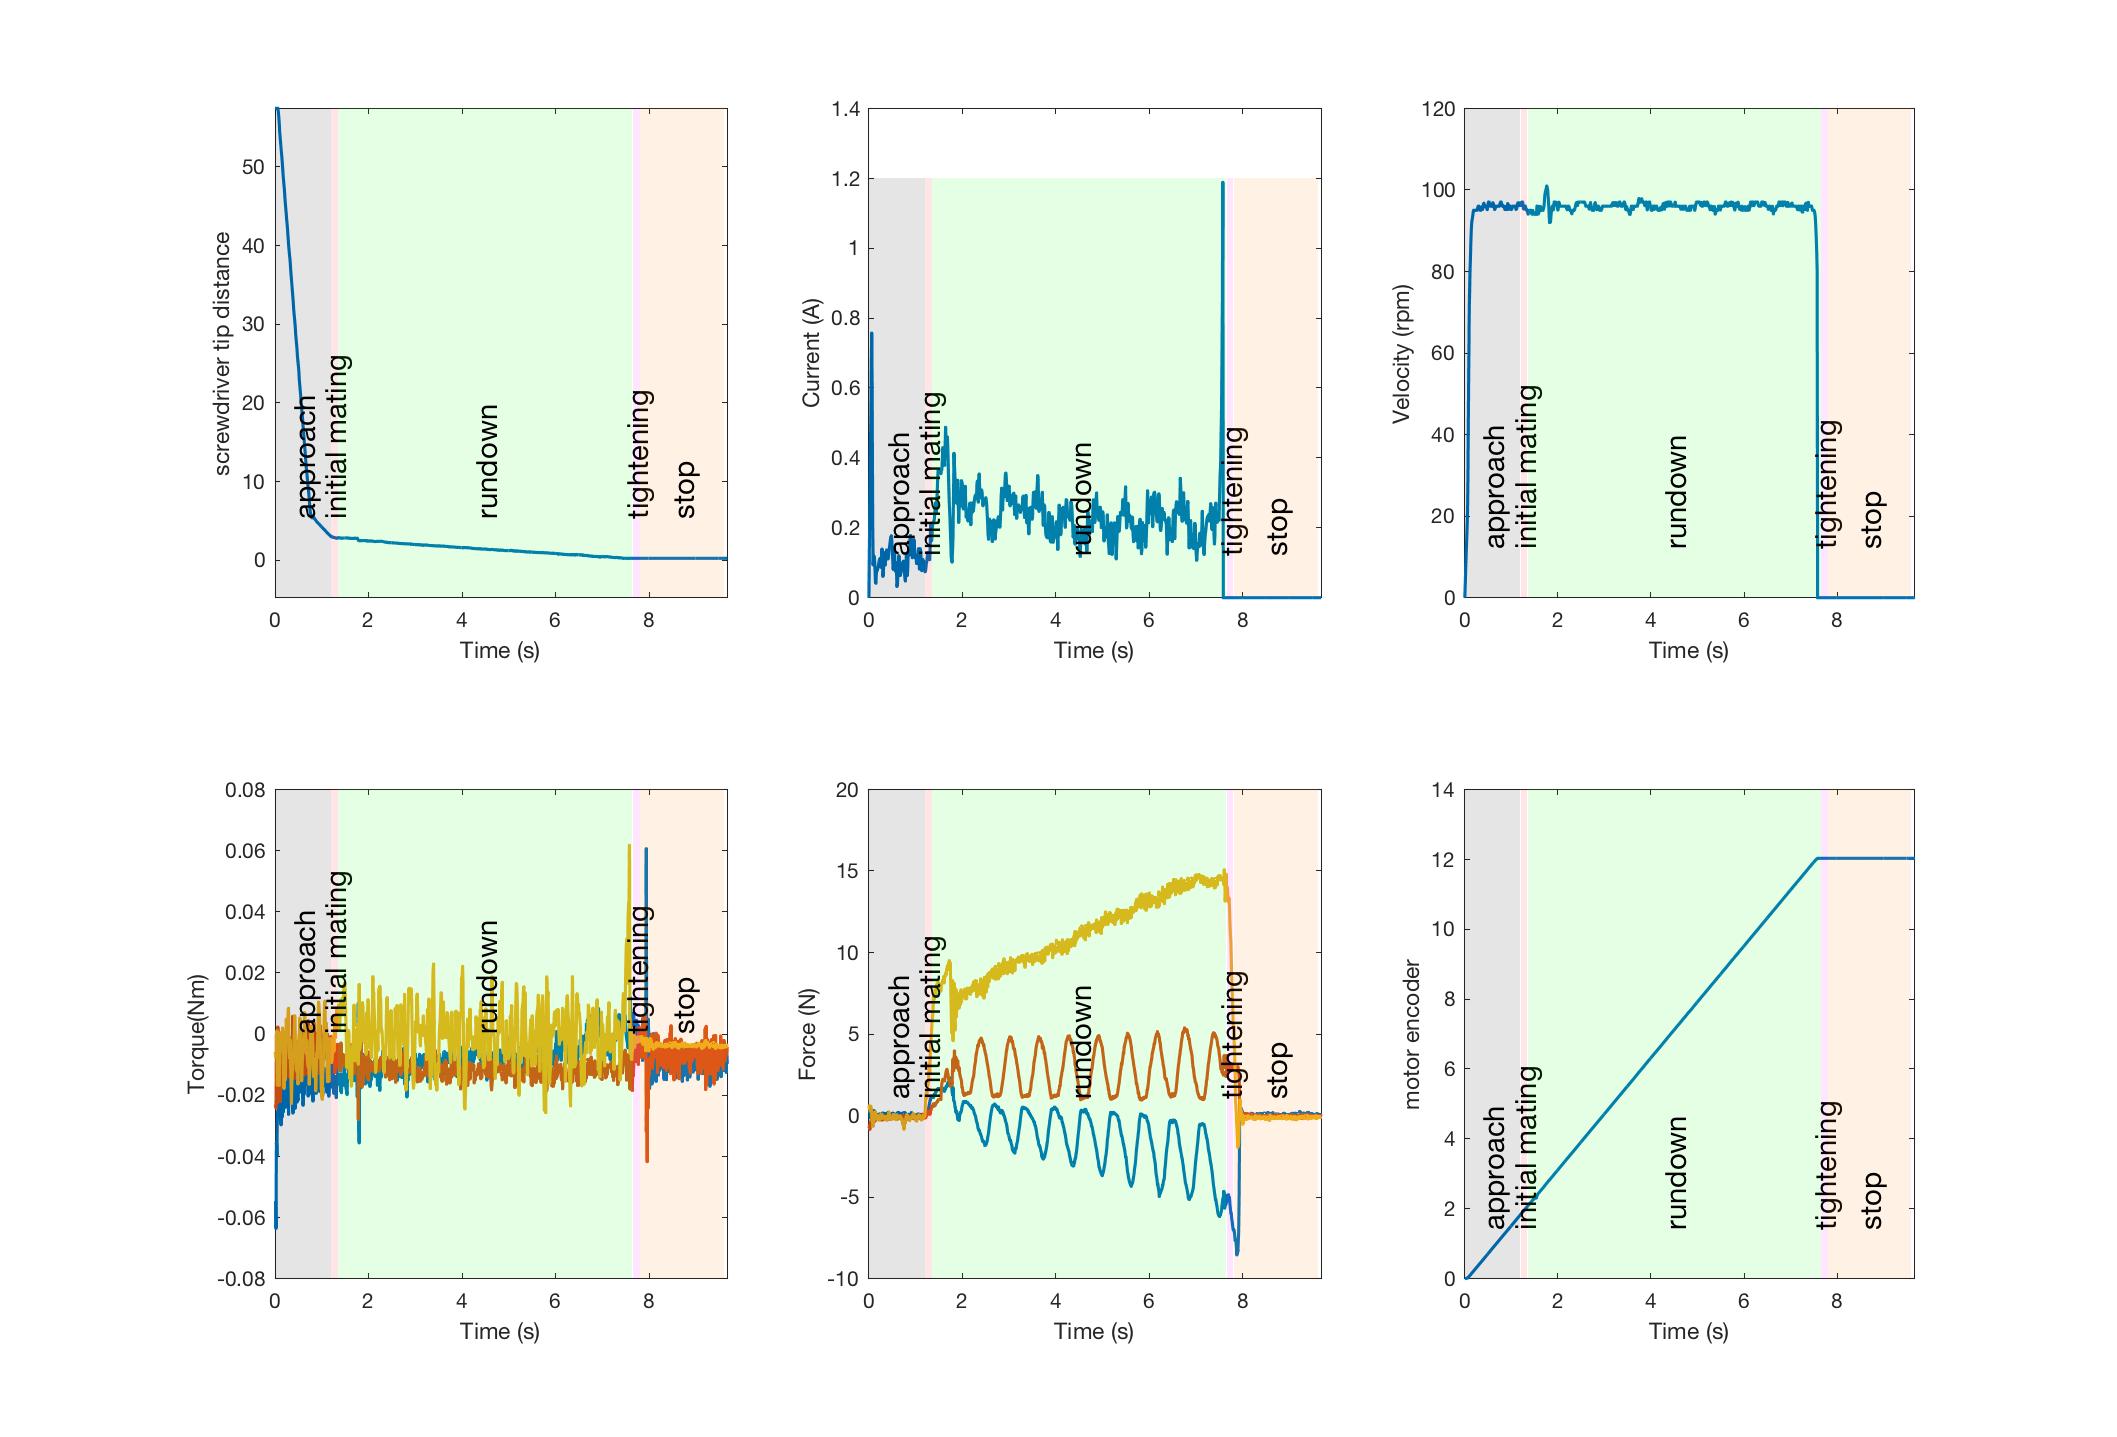 screwdriver tip distance
50
40
30
20
10
0
approach
initial mating
rundown
tightening
stop
0 2 4 6 8
Time (s)
Current (A)
1.4
1.2
1
0.8
0.6
0.4
0.2
0
approach
initial mating
rundown
tightening
stop
0 2 4 6 8
Time (s)
Velocity (rpm)
120
100
80
60
40
20
0
approach
initial mating
rundown
tightening
stop
0 2 4 6 8
Time (s)
Torque(Nm)
0.08
0.06
0.04
0.02
0
-0.02
-0.04
-0.06
-0.08
approach
initial mating
rundown
tightening
stop
0 2 4 6 8
Time (s)
Force (N)
20
15
10
5
0
-5
-10
approach
initial mating
rundown
tightening
stop
0 2 4 6 8
Time (s)
motor encoder
14
12
10
8
6
4
2
0
approach
initial mating
rundown
tightening
stop
0 2 4 6 8
Time (s)